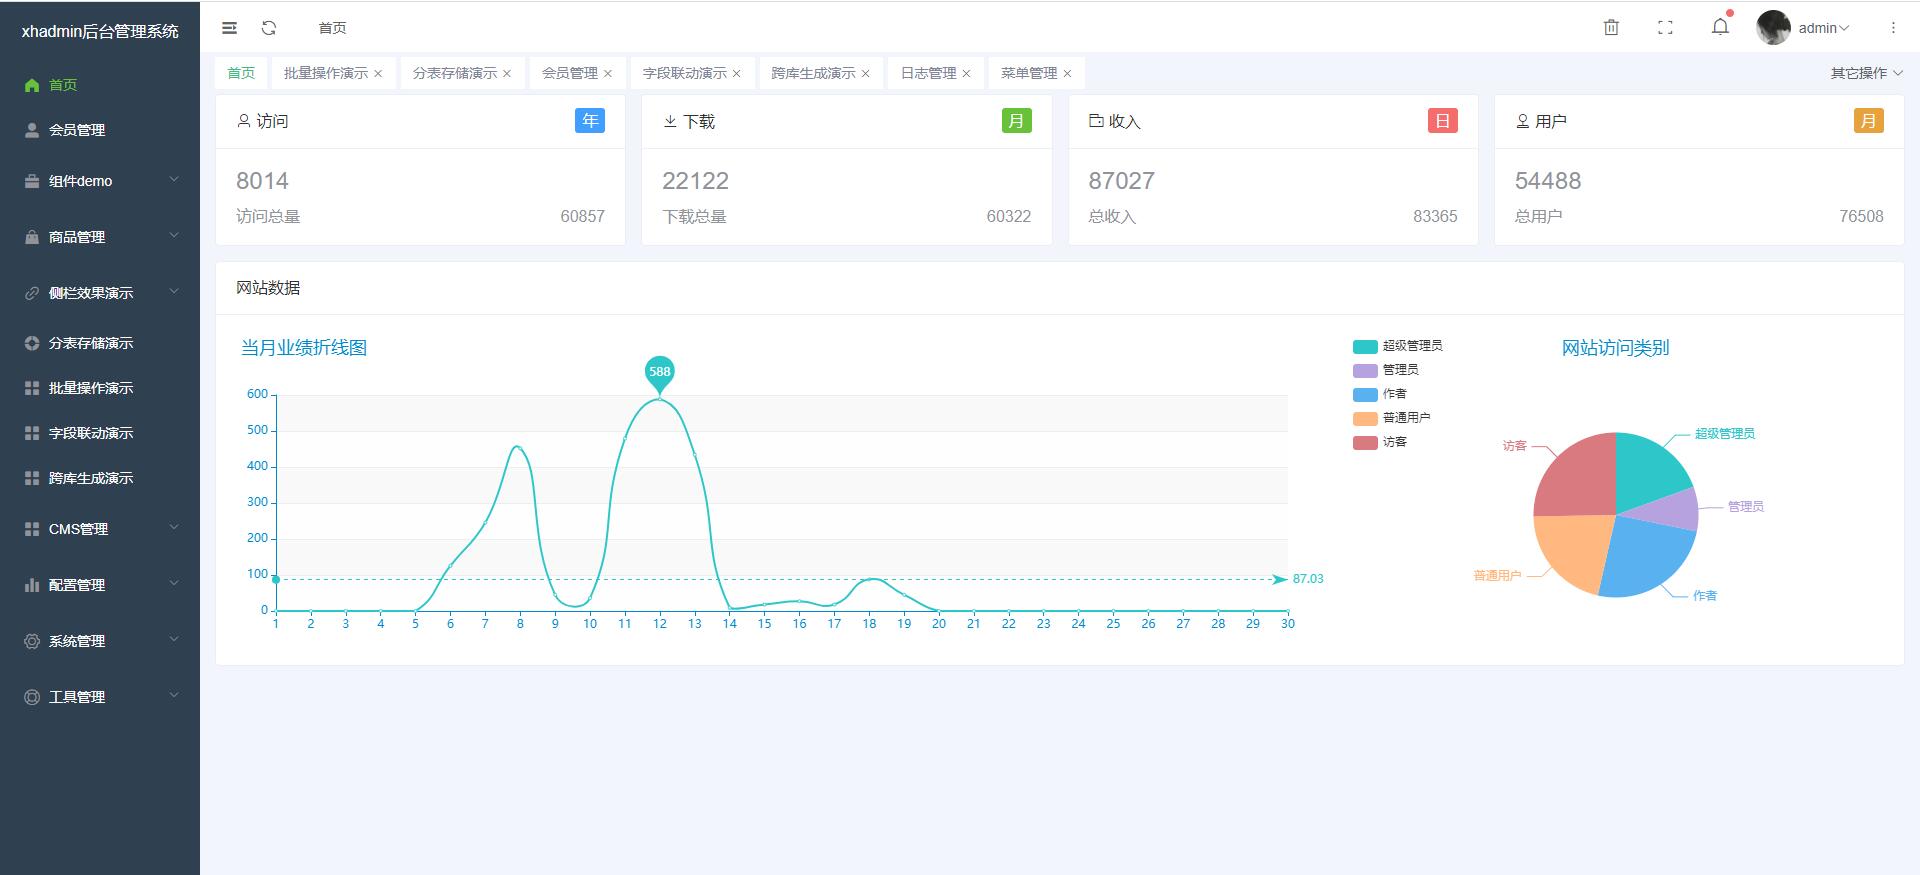 xhadmin后台管理系统
首页
会员管理
组件demo
商品管理
侧栏效果演示
分表存储演示
批量操作演示
字段联动演示
跨库生成演示
CMS管理
配置管理
系统管理
工具管理
首页
admin
首页 批量操作演示 分表存储演示 会员管理 字段联动演示 跨库生成演示 日志管理 菜单管理 其它操作
访问 年
8014
访问总量 60857
下载 月
22122
下载总量 60322
收入 日
87027
总收入 83365
用户 月
54488
总用户 76508
网站数据
当月业绩折线图
588
600
500
400
300
200
100
0
87.03
1 2 3 4 5 6 7 8 9 10 11 12 13 14 15 16 17 18 19 20 21 22 23 24 25 26 27 28 29 30
超级管理员
管理员
作者
普通用户
访客
网站访问类别
超级管理员
访客
管理员
普通用户
作者